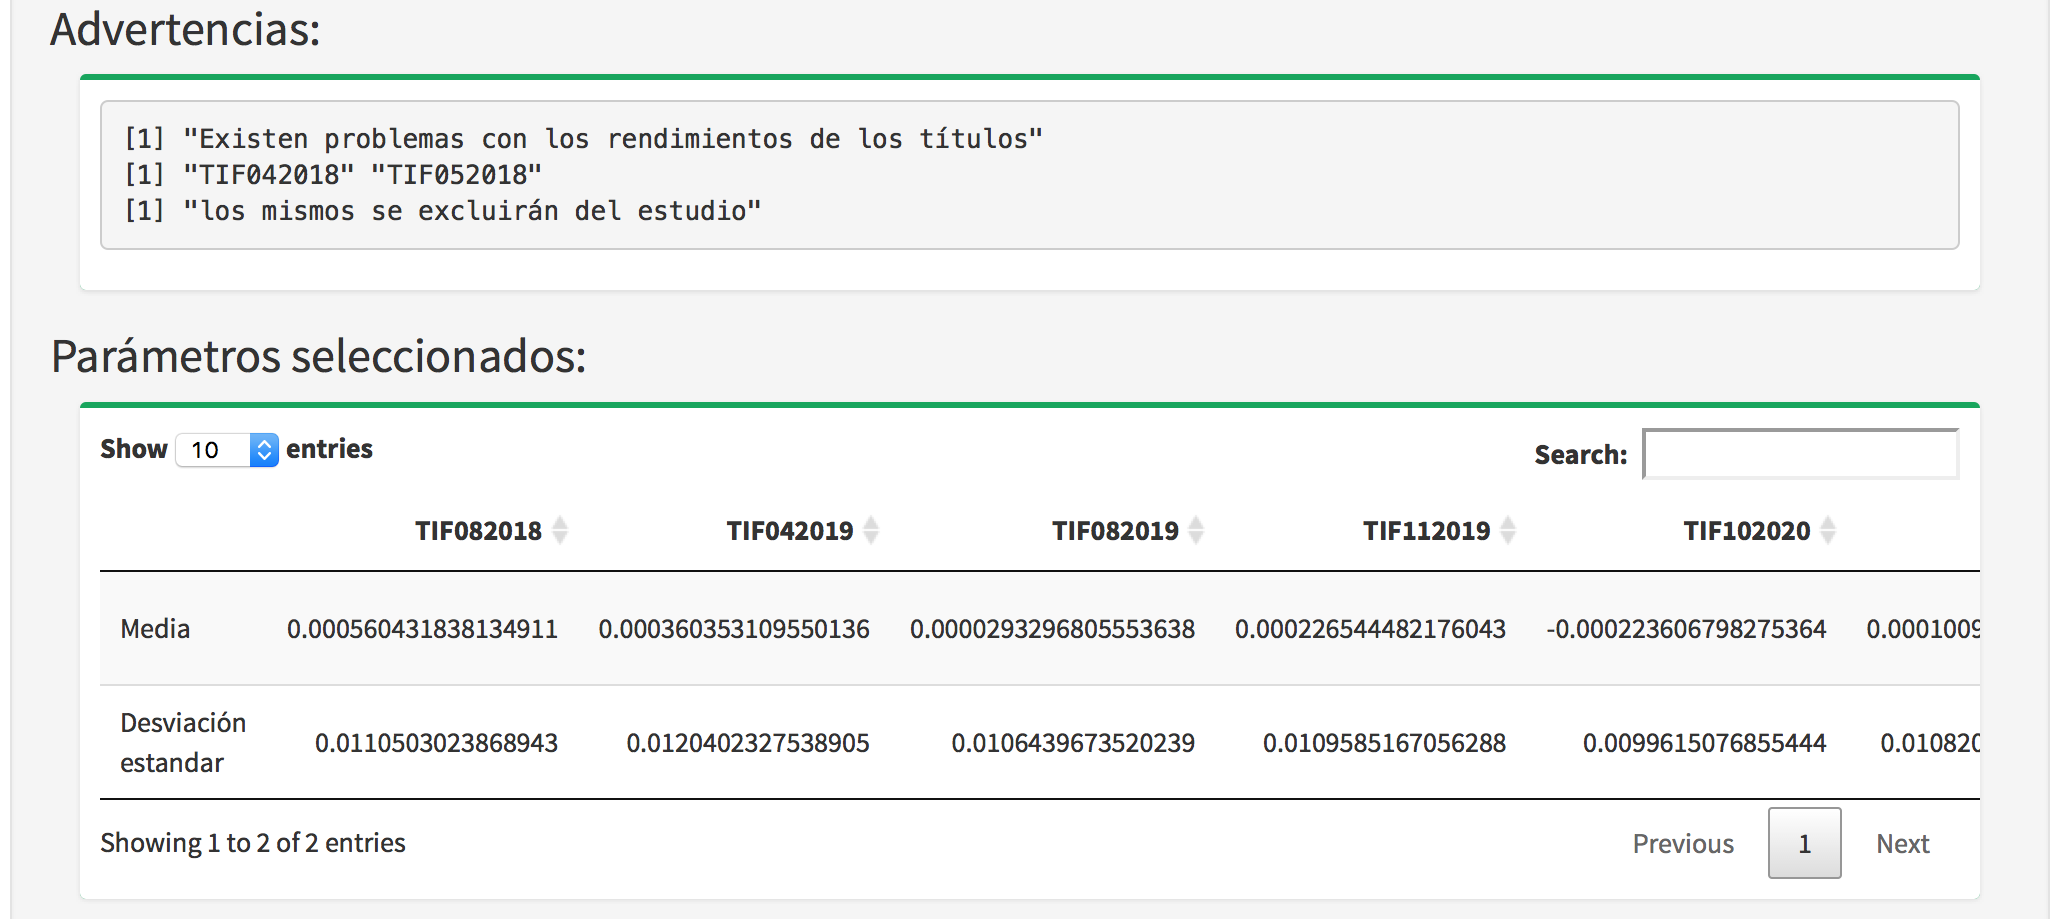 Advertencias:
[1] "Existen problemas con los rendimientos de los títulos"
[1] "TIF042018" "TIF052018"
[1] "los mismos se excluirán del estudio"
Parámetros seleccionados:
Show 10 entries Search:
TIF082018 TIF042019 TIF082019 TIF112019 TIF102020
Media 0.000560431838134911 0.000360353109550136 0.0000293296805553638 0.000226544482176043 -0.000223606798275364 0.0001009
Desviación
estandar 0.0110503023868943 0.0120402327538905 0.0106439673520239 0.0109585167056288 0.0099615076855444 0.010820
Showing 1 to 2 of 2 entries Previous 1 Next